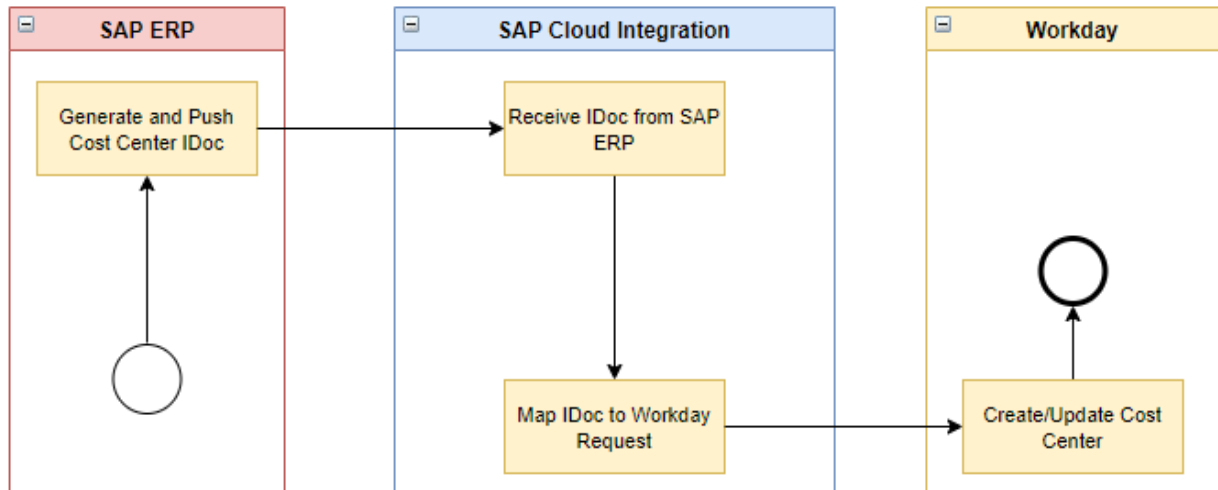 SAP ERP
SAP Cloud Integration
Workday
Generate and Push
Cost Center IDoc
Receive IDoc from SAP
ERP
Map IDoc to Workday
Request
Create/Update Cost
Center